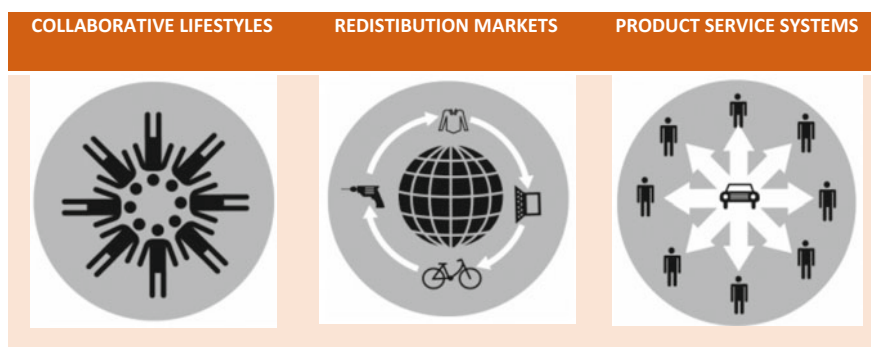 COLLABORATIVE LIFESTYLES
REDISTIBUTION MARKETS
PRODUCT SERVICE SYSTEMS